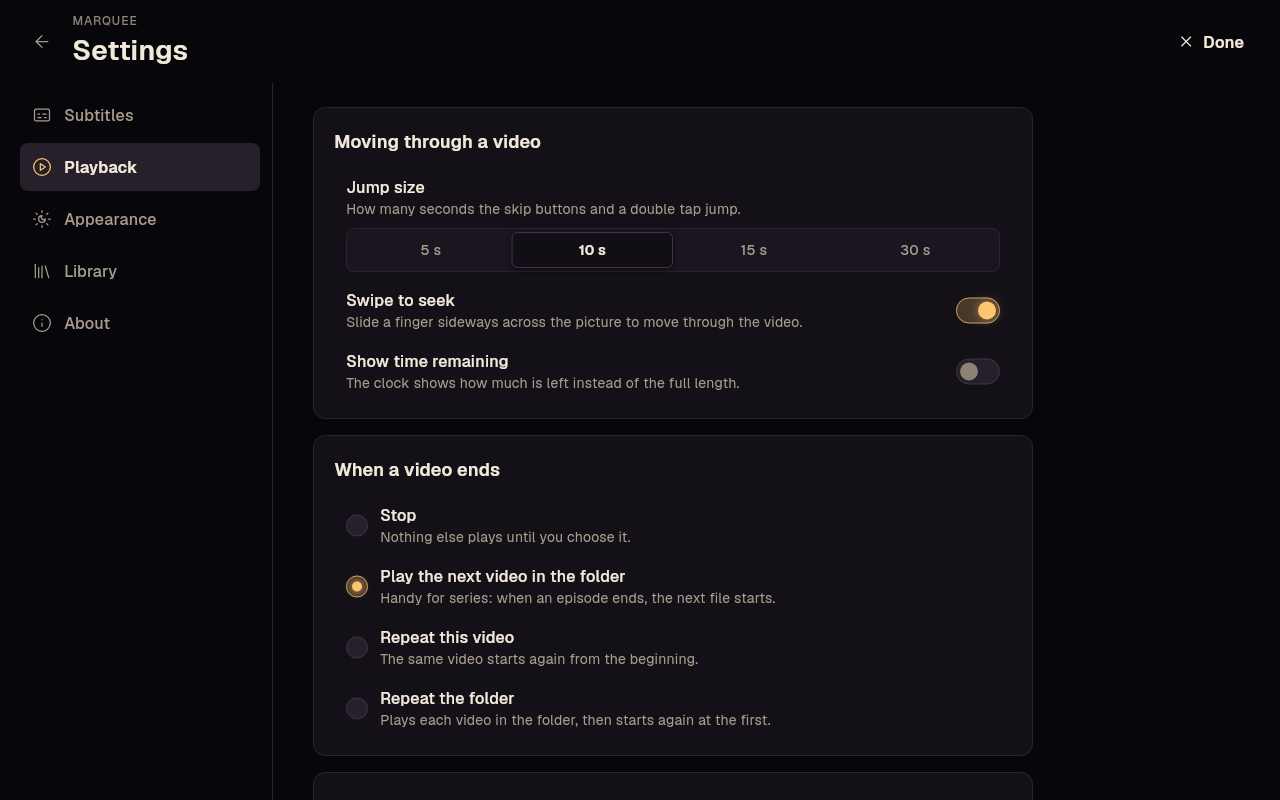 MARQUEE
Settings
Done
Subtitles
Playback
Appearance
Library
About
Moving through a video
Jump size
How many seconds the skip buttons and a double tap jump.
5 s
10 s
15 s
30 s
Swipe to seek
Slide a finger sideways across the picture to move through the video.
Show time remaining
The clock shows how much is left instead of the full length.
When a video ends
Stop
Nothing else plays until you choose it.
Play the next video in the folder
Handy for series: when an episode ends, the next file starts.
Repeat this video
The same video starts again from the beginning.
Repeat the folder
Plays each video in the folder, then starts again at the first.